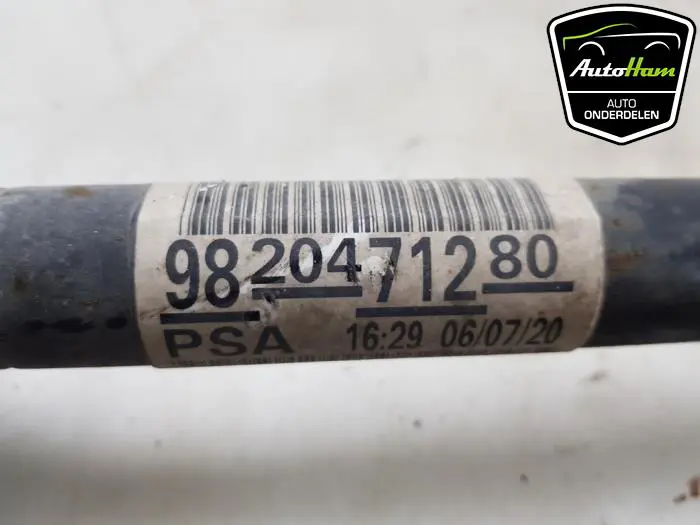 AutoHam
AUTO
ONDERDELEN
9820471280
PSA 16:29 06/07/20